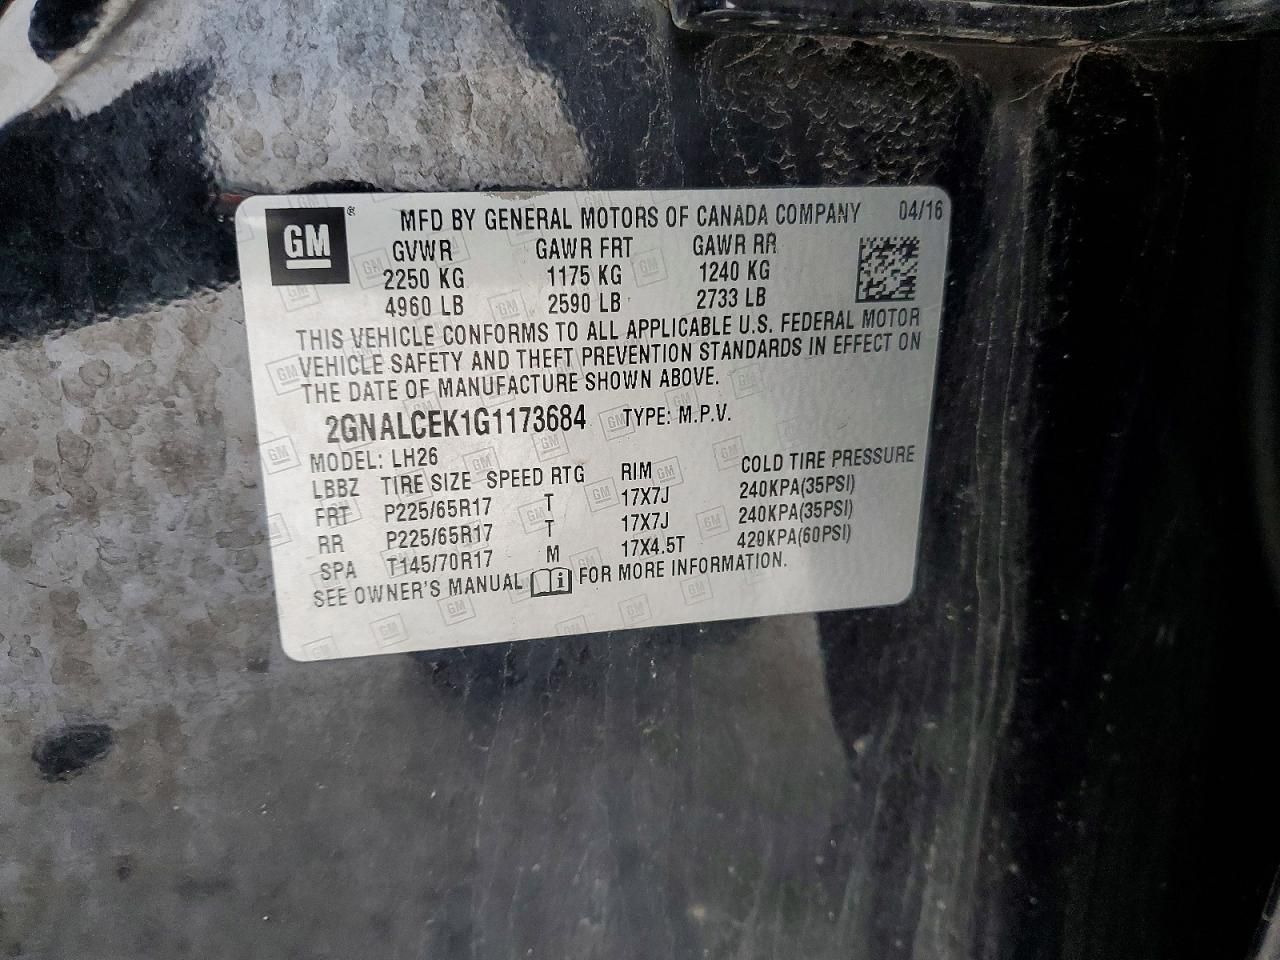 GM® MFD BY GENERAL MOTORS OF CANADA COMPANY 04/16
GVWR GAWR FRT GAWR RR
2250 KG 1175 KG 1240 KG
4960 LB 2590 LB 2733 LB
THIS VEHICLE CONFORMS TO ALL APPLICABLE U.S. FEDERAL MOTOR
VEHICLE SAFETY AND THEFT PREVENTION STANDARDS IN EFFECT ON
THE DATE OF MANUFACTURE SHOWN ABOVE.
2GNALCEK1G1173684 TYPE: M.P.V.
MODEL: LH26
LBBZ TIRE SIZE SPEED RTG RIM COLD TIRE PRESSURE
FRT P225/65R17 T 17X7J 240KPA(35PSI)
RR P225/65R17 T 17X7J 240KPA(35PSI)
SPA T145/70R17 M 17X4.5T 420KPA(60PSI)
SEE OWNER'S MANUAL i FOR MORE INFORMATION.